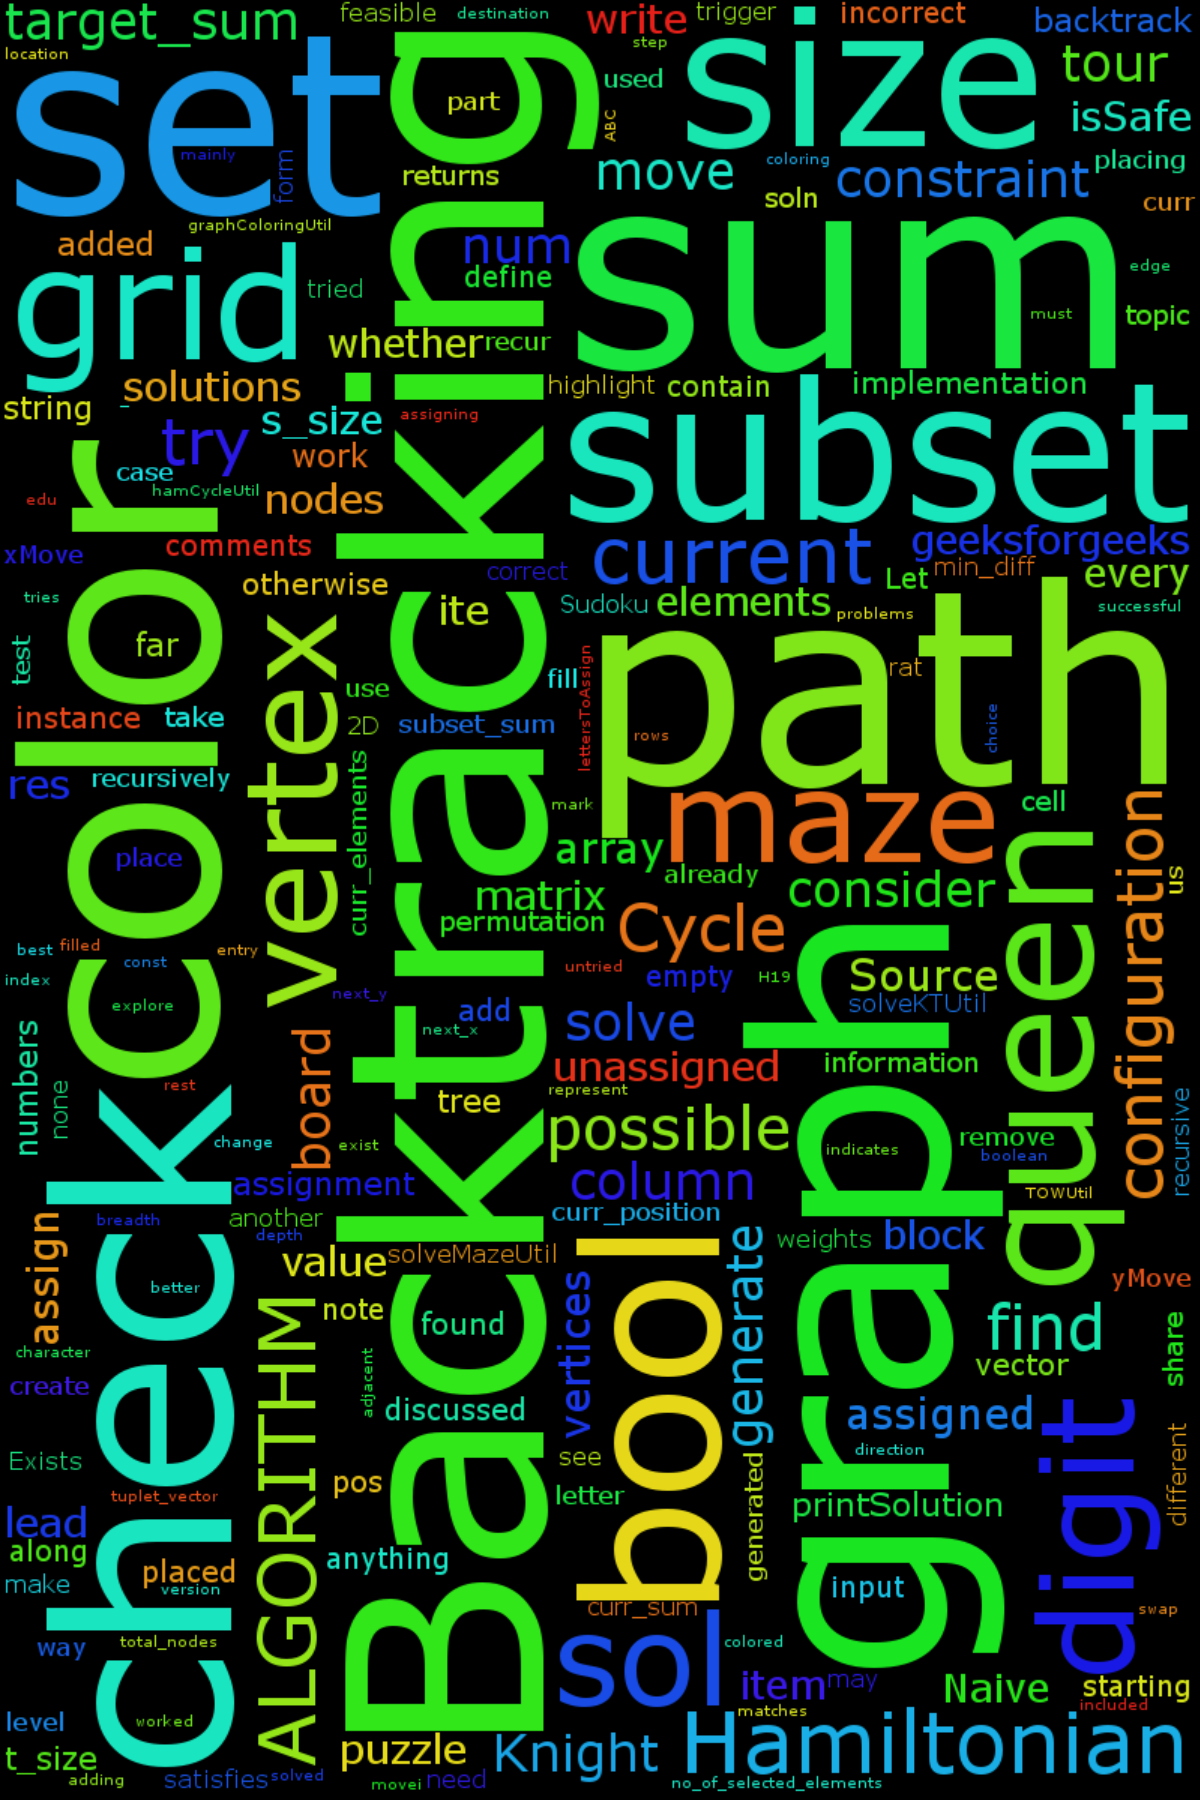 target_sum
feasible
destination
write
trigger
incorrect
backtrack
location
set
step
size
tour
used
part
ABC
isSafe
mainly
form
returns
move
coloring
constraint
placing
soln
curr
graphColoringUtil
added
num
sum
grid
define
edge
tried
must
topic
whether
recur
solutions
highlight
contain
implementation
string
_
s_size
assigning
subset
try
work
case
hamCycleUtil
nodes
edu
comments
current
geeksforgeeks
xMove
correct
min_diff
otherwise
Let
every
tries
ite
Sudoku
elements
problems
successful
color
far
vertex
path
test
use
fill
lettersToAssign
rat
instance
take
2D
subset_sum
rows
choice
res
recursively
curr_elements
mark
maze
cell
configuration
place
array
already
us
matrix
consider
queen
permutation
Cycle
best
filled
entry
const
untried
empty
H19
Source
index
next_y
solveKTUtil
explore
add
next_x
solve
numbers
none
board
unassigned
information
rest
represent
tree
possible
graph
recursive
change
exist
indicates
remove
boolean
assignment
column
TOWUtil
Backtracking
check
breadth
another
depth
curr_position
assign
value
solveMazeUtil
weights
block
generate
better
vertices
yMove
note
found
find
character
adjacent
vector
share
create
ALGORITHM
discussed
bool
assigned
digit
Exists
see
direction
different
tuplet_vector
pos
letter
generated
printSolution
lead
along
placed
anything
make
version
input
curr_sum
swap
way
total_nodes
sol
colored
item
may
Naive
starting
level
worked
matches
included
t_size
puzzle
Knight
Hamiltonian
adding
satisfies
solved
movei
need
no_of_selected_elements